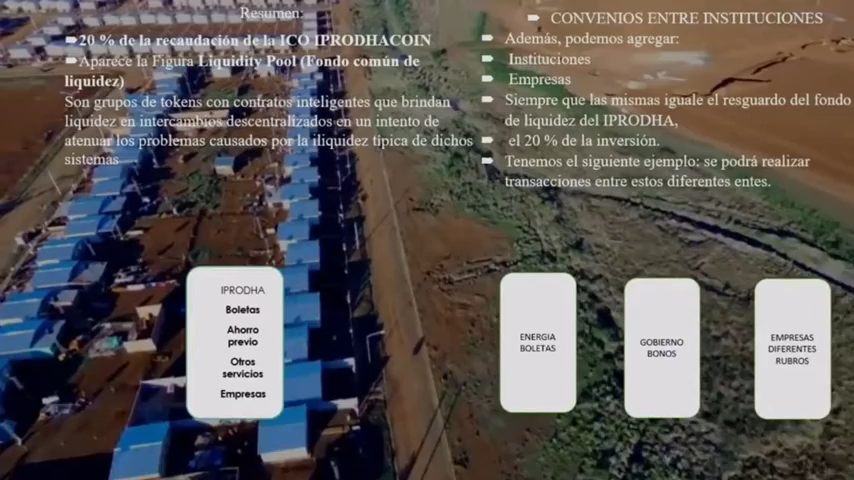 Resumen:
20 % de la recaudación de la ICO IPRODHACOIN
Aparece la Figura Liquidity Pool (Fondo común de
liquidez)
Son grupos de tokens con contratos inteligentes que brindan
liquidez en intercambios descentralizados en un intento de
atenuar los problemas causados por la iliquidez típica de dichos
sistemas
CONVENIOS ENTRE INSTITUCIONES
Además, podemos agregar:
Instituciones
Empresas
Siempre que las mismas iguale el resguardo del fondo
de liquidez del IPRODHA,
el 20 % de la inversión.
Tenemos el siguiente ejemplo: se podrá realizar
transacciones entre estos diferentes entes.
IPRODHA
Boletas
Ahorro
previo
Otros
servicios
Empresas
ENERGIA
BOLETAS
GOBIERNO
BONOS
EMPRESAS
DIFERENTES
RUBROS